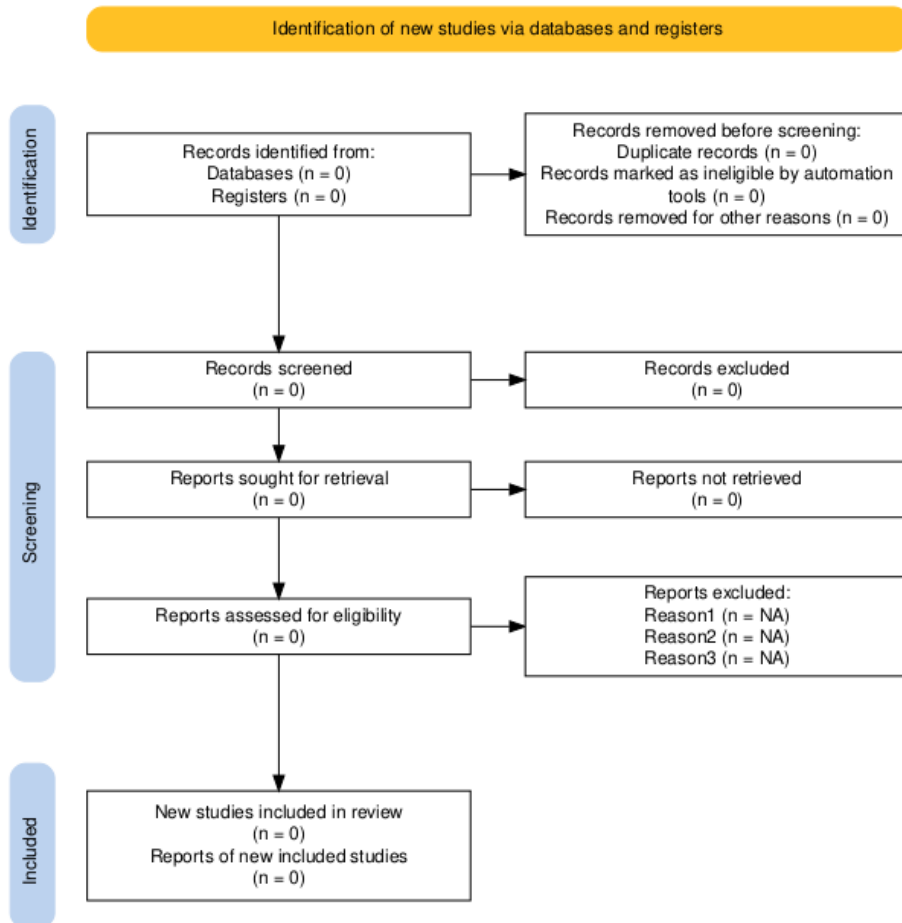 Identification of new studies via databases and registers
Identification
Records identified from:
Databases (n = 0)
Registers (n = 0)
Records removed before screening:
Duplicate records (n = 0)
Records marked as ineligible by automation
tools (n = 0)
Records removed for other reasons (n = 0)
Screening
Records screened
(n = 0)
Records excluded
(n = 0)
Reports sought for retrieval
(n = 0)
Reports not retrieved
(n = 0)
Reports assessed for eligibility
(n = 0)
Reports excluded:
Reason1 (n = NA)
Reason2 (n = NA)
Reason3 (n = NA)
Included
New studies included in review
(n = 0)
Reports of new included studies
(n = 0)